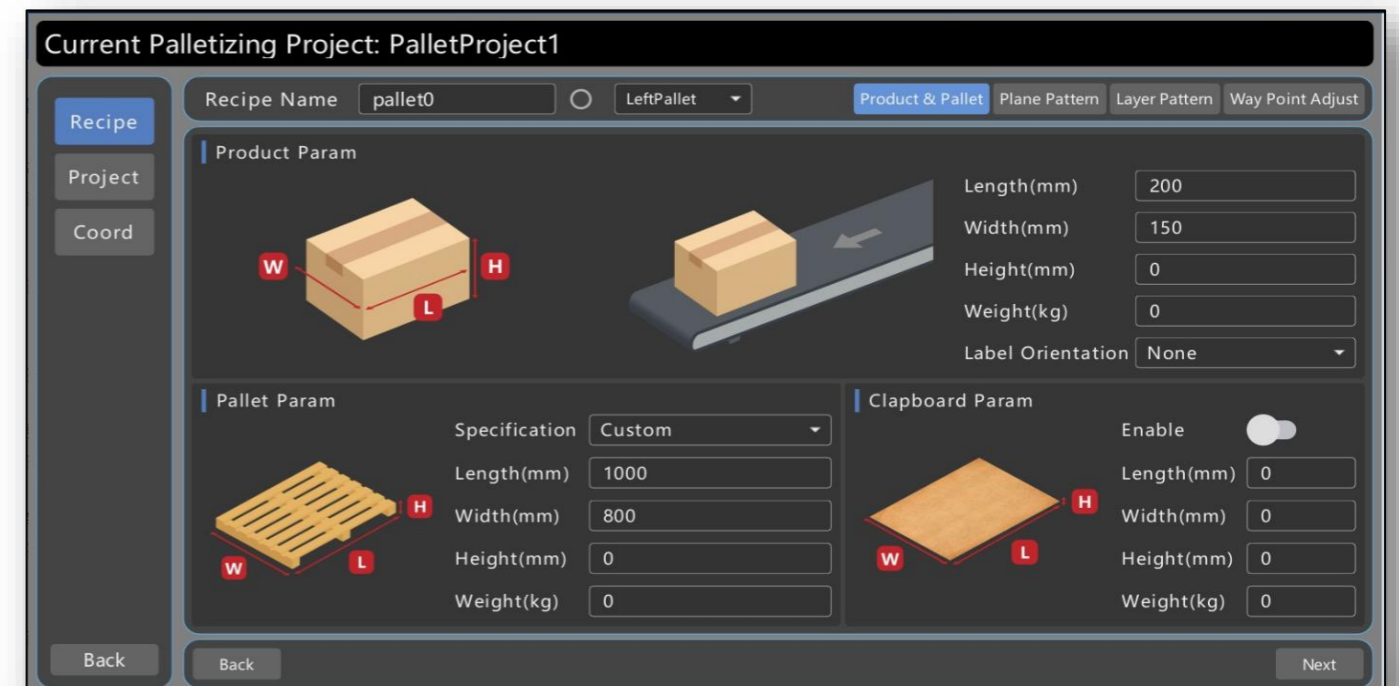 Current Palletizing Project: PalletProject1
Recipe
Project
Coord
Back
Recipe Name pallet0 LeftPallet Product & Pallet Plane Pattern Layer Pattern Way Point Adjust
Product Param
W
L
H
Length(mm) 200
Width(mm) 150
Height(mm) 0
Weight(kg) 0
Label Orientation None
Pallet Param
W
L
H
Specification Custom
Length(mm) 1000
Width(mm) 800
Height(mm) 0
Weight(kg) 0
Clapboard Param
W
L
H
Enable
Length(mm) 0
Width(mm) 0
Height(mm) 0
Weight(kg) 0
Back Next